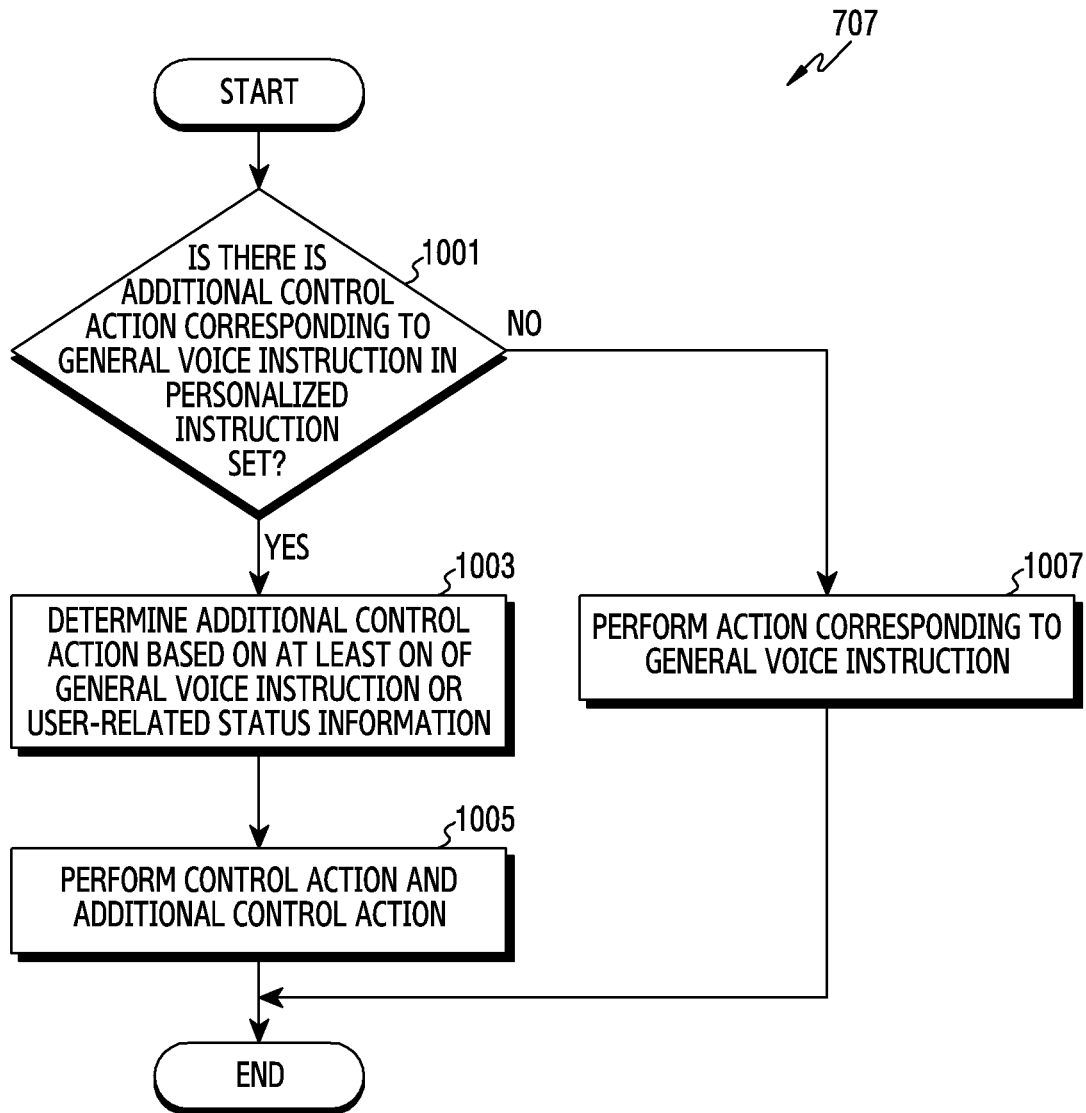 707
START
IS THERE IS
ADDITIONAL CONTROL
ACTION CORRESPONDING TO
GENERAL VOICE INSTRUCTION IN
PERSONALIZED
INSTRUCTION
SET?
1001
NO
YES
1003
DETERMINE ADDITIONAL CONTROL
ACTION BASED ON AT LEAST ON OF
GENERAL VOICE INSTRUCTION OR
USER-RELATED STATUS INFORMATION
1007
PERFORM ACTION CORRESPONDING TO
GENERAL VOICE INSTRUCTION
1005
PERFORM CONTROL ACTION AND
ADDITIONAL CONTROL ACTION
END